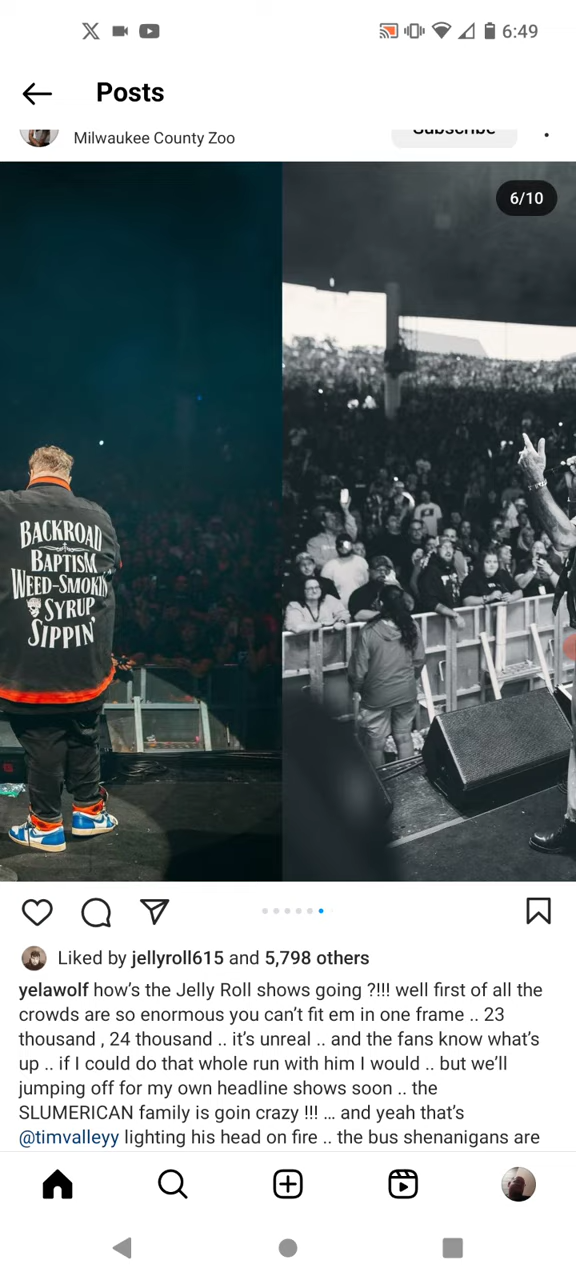 6:49
Posts
Milwaukee County Zoo
Subscribe
6/10
BACKROAD
BAPTISM
WEED-SMOKIN
SYRUP
SIPPIN'
Liked by jellyroll615 and 5,798 others
yelawolf how's the Jelly Roll shows going ?!!! well first of all the
crowds are so enormous you can't fit em in one frame .. 23
thousand , 24 thousand .. it's unreal .. and the fans know what's
up .. if I could do that whole run with him I would .. but we'll
jumping off for my own headline shows soon .. the
SLUMERICAN family is goin crazy !!! … and yeah that's
@timvalleyy lighting his head on fire .. the bus shenanigans are